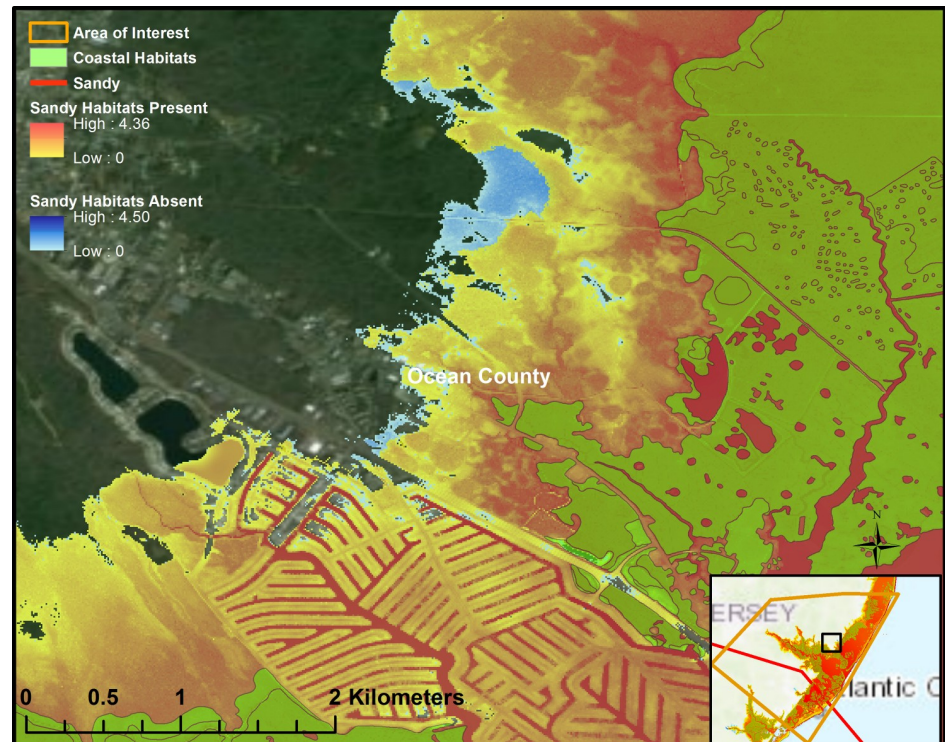 Area of Interest
Coastal Habitats
Sandy
Sandy Habitats Present
High : 4.36
Low : 0
Sandy Habitats Absent
High : 4.50
Low : 0
Ocean County
N
0 0.5 1 2 Kilometers
ERSEY
lantic C